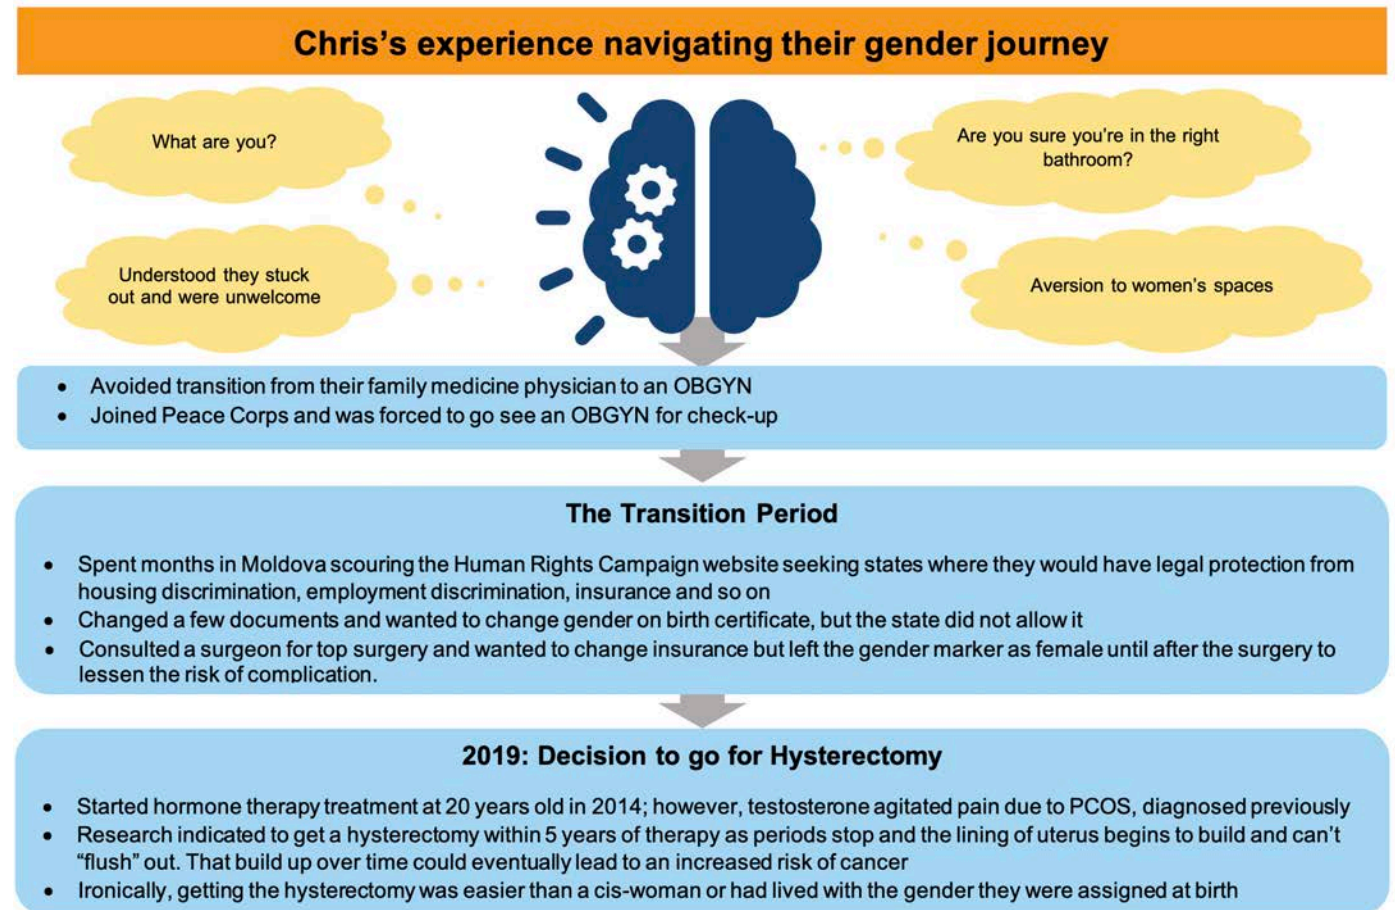 Chris’s experience navigating their gender journey
What are you?
Are you sure you’re in the right
bathroom?
Understood they stuck
out and were unwelcome
Aversion to women’s spaces
• Avoided transition from their family medicine physician to an OBGYN
• Joined Peace Corps and was forced to go see an OBGYN for check-up
The Transition Period
• Spent months in Moldova scouring the Human Rights Campaign website seeking states where they would have legal protection from
housing discrimination, employment discrimination, insurance and so on
• Changed a few documents and wanted to change gender on birth certificate, but the state did not allow it
• Consulted a surgeon for top surgery and wanted to change insurance but left the gender marker as female until after the surgery to
lessen the risk of complication.
2019: Decision to go for Hysterectomy
• Started hormone therapy treatment at 20 years old in 2014; however, testosterone agitated pain due to PCOS, diagnosed previously
• Research indicated to get a hysterectomy within 5 years of therapy as periods stop and the lining of uterus begins to build and can’t
“flush” out. That build up over time could eventually lead to an increased risk of cancer
• Ironically, getting the hysterectomy was easier than a cis-woman or had lived with the gender they were assigned at birth